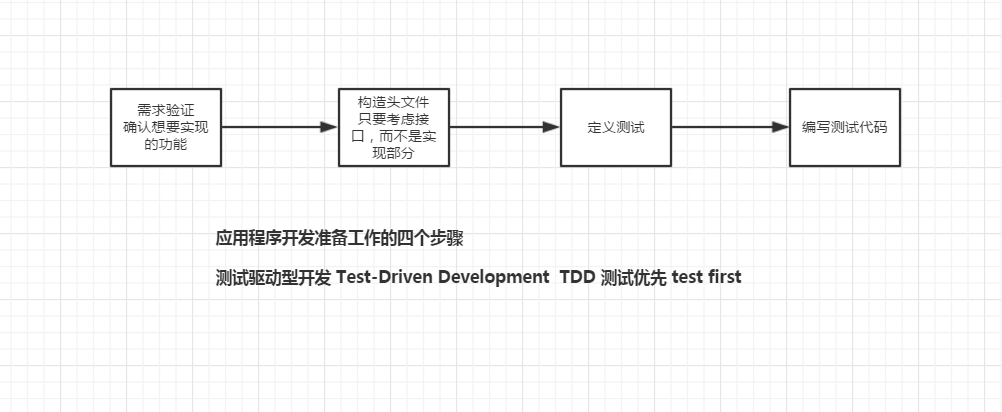 需求验证
确认想要实现
的功能
构造头文件
只要考虑接
口，而不是实
现部分
定义测试
编写测试代码
应用程序开发准备工作的四个步骤
测试驱动型开发 Test-Driven Development  TDD 测试优先 test first